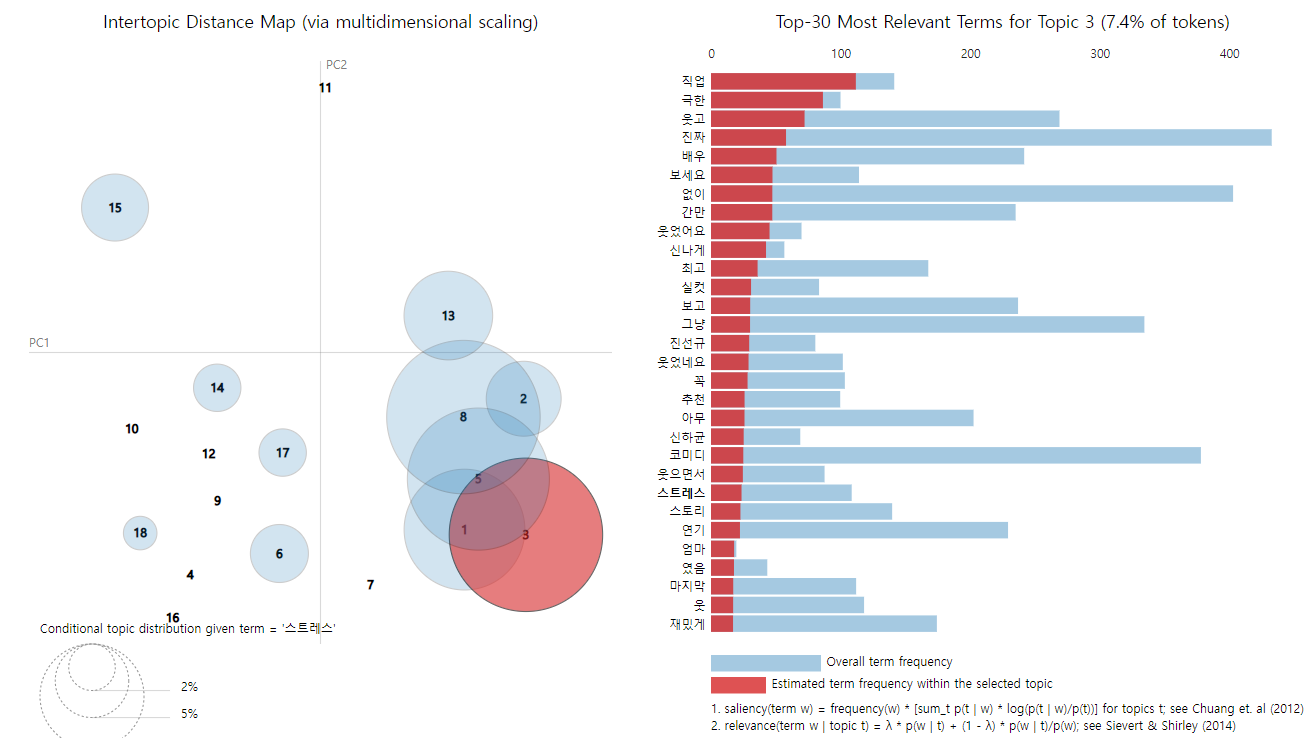 Intertopic Distance Map (via multidimensional scaling)
PC2
11
15
13
PC1
14
2
8
10
12
17
5
9
18
1
3
6
4
7
16
Conditional topic distribution given term = '스트레스'
2%
5%
Top-30 Most Relevant Terms for Topic 3 (7.4% of tokens)
0 100 200 300 400
직업
극한
웃고
진짜
배우
보세요
없이
간만
웃었어요
신나게
최고
실컷
보고
그냥
진선규
웃었네요
꼭
추천
아무
신하균
코미디
웃으면서
스트레스
스토리
연기
엄마
였음
마지막
웃
재밌게
Overall term frequency
Estimated term frequency within the selected topic
1. saliency(term w) = frequency(w) * [sum_t p(t | w) * log(p(t | w)/p(t))] for topics t; see Chuang et. al (2012)
2. relevance(term w | topic t) = λ * p(w | t) + (1 - λ) * p(w | t)/p(w); see Sievert & Shirley (2014)